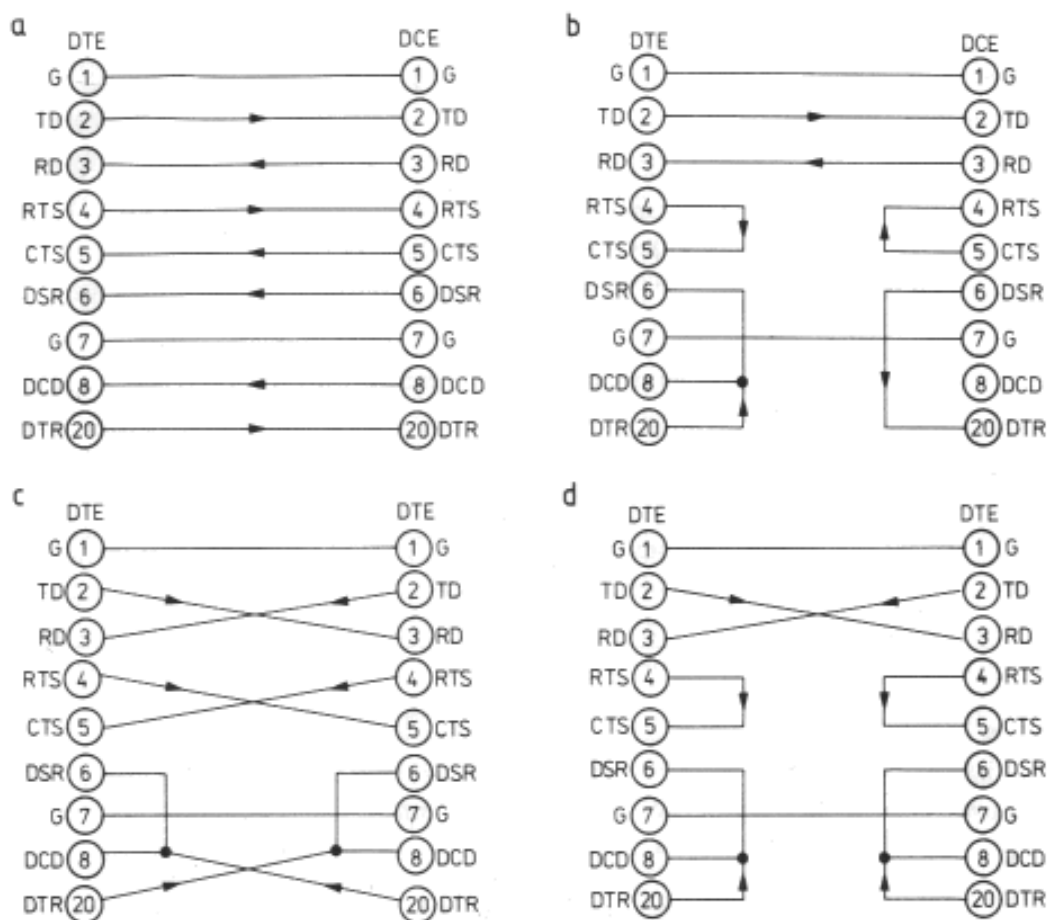 a
DTE DCE
G 1 1 G
TD 2 2 TD
RD 3 3 RD
RTS 4 4 RTS
CTS 5 5 CTS
DSR 6 6 DSR
G 7 7 G
DCD 8 8 DCD
DTR 20 20 DTR
b
DTE DCE
G 1 1 G
TD 2 2 TD
RD 3 3 RD
RTS 4 4 RTS
CTS 5 5 CTS
DSR 6 6 DSR
G 7 7 G
DCD 8 8 DCD
DTR 20 20 DTR
c
DTE DTE
G 1 1 G
TD 2 2 TD
RD 3 3 RD
RTS 4 4 RTS
CTS 5 5 CTS
DSR 6 6 DSR
G 7 7 G
DCD 8 8 DCD
DTR 20 20 DTR
d
DTE DTE
G 1 1 G
TD 2 2 TD
RD 3 3 RD
RTS 4 4 RTS
CTS 5 5 CTS
DSR 6 6 DSR
G 7 7 G
DCD 8 8 DCD
DTR 20 20 DTR